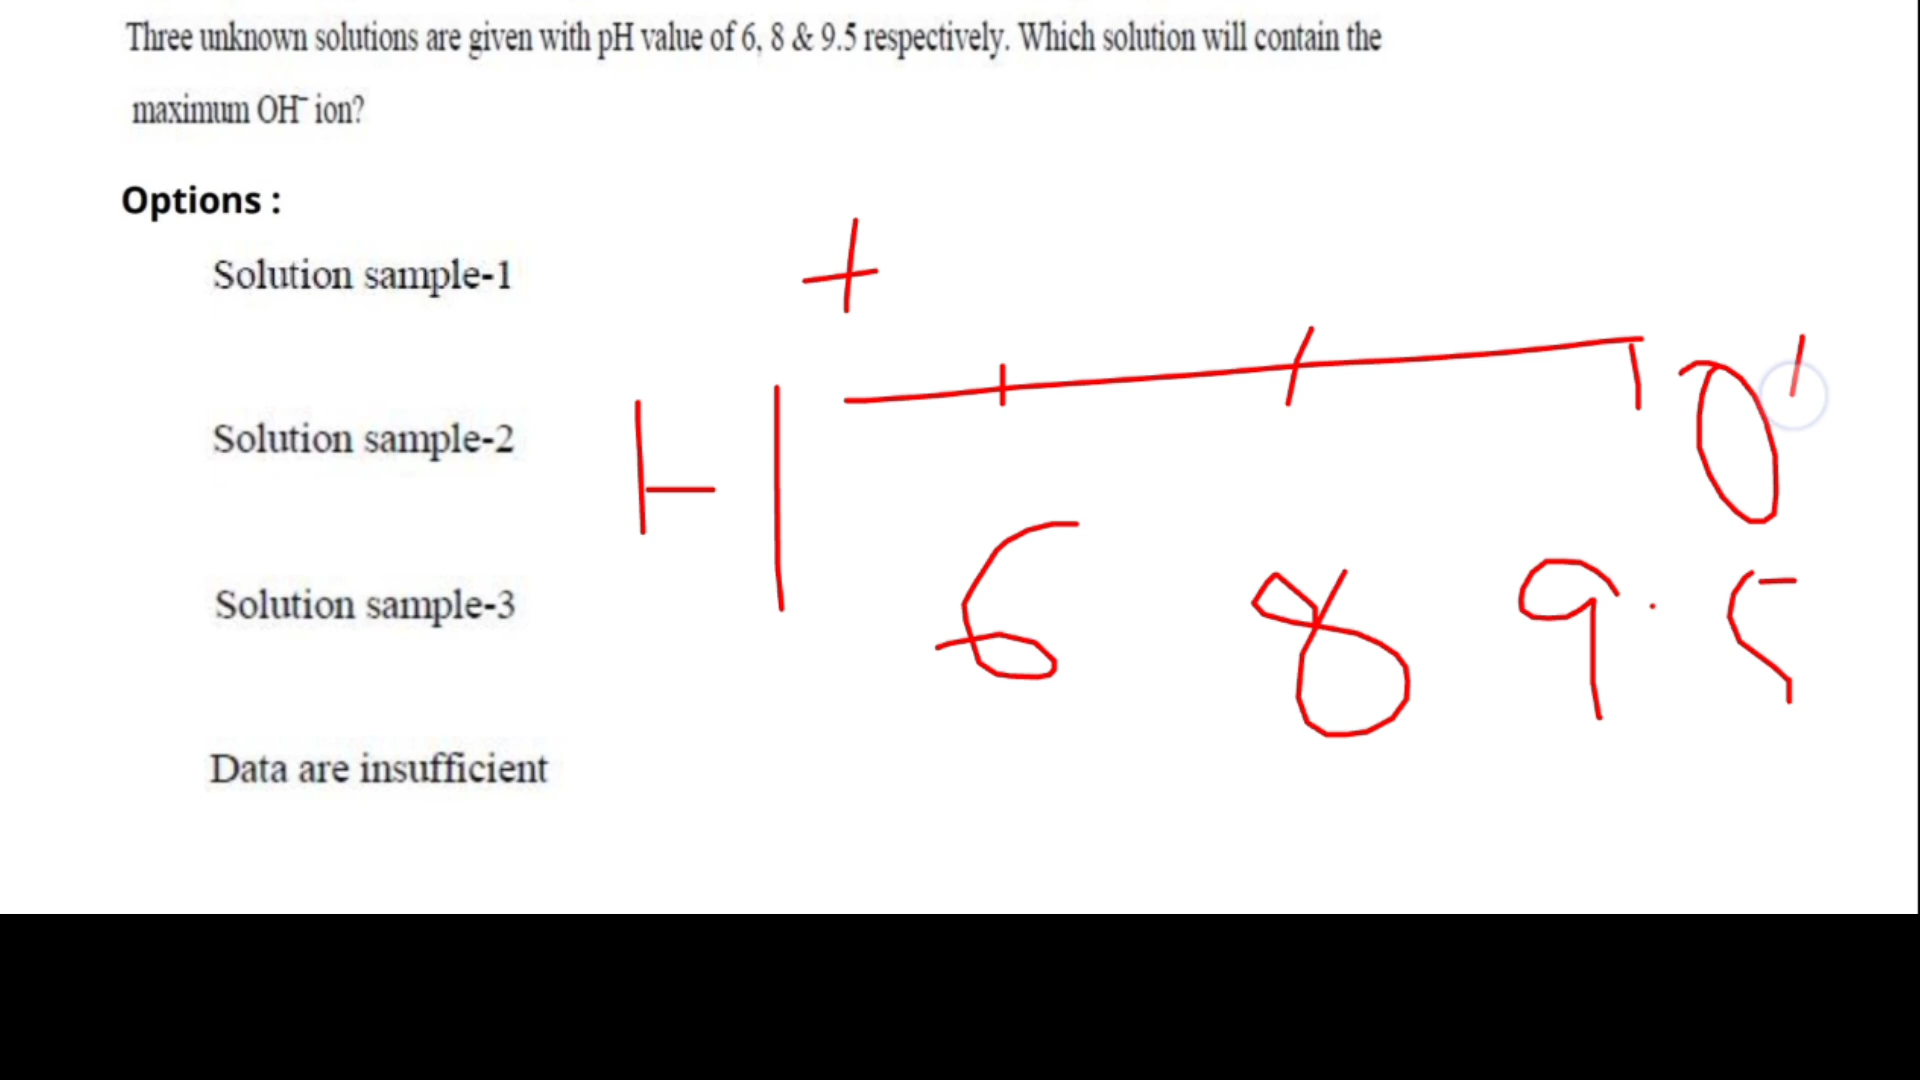 Three unknown solutions are given with pH value of 6, 8 & 9.5 respectively. Which solution will contain the
maximum OH⁻ ion?
Options :
Solution sample-1
+
Solution sample-2
H
Solution sample-3
6 8 9.5
Data are insufficient